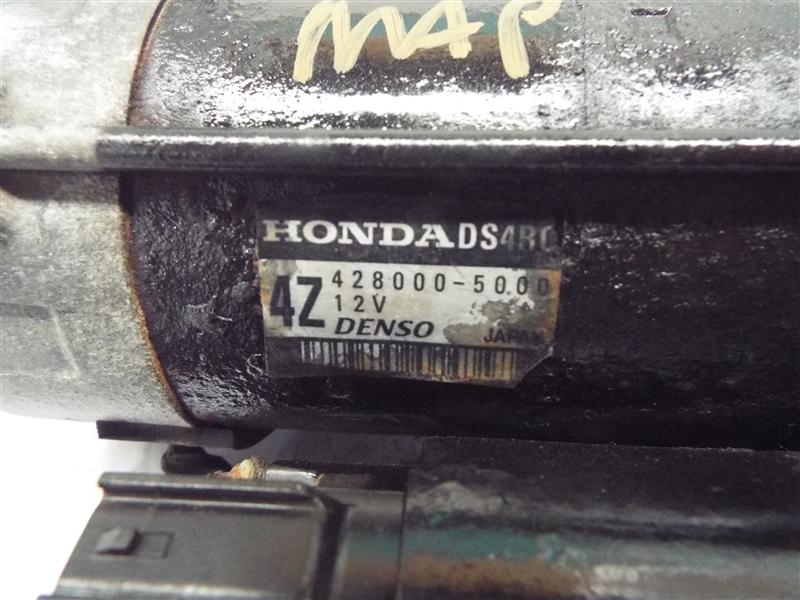 MAP
HONDA DS4RC
4Z 428000-5000
12V
DENSO
JAPAN